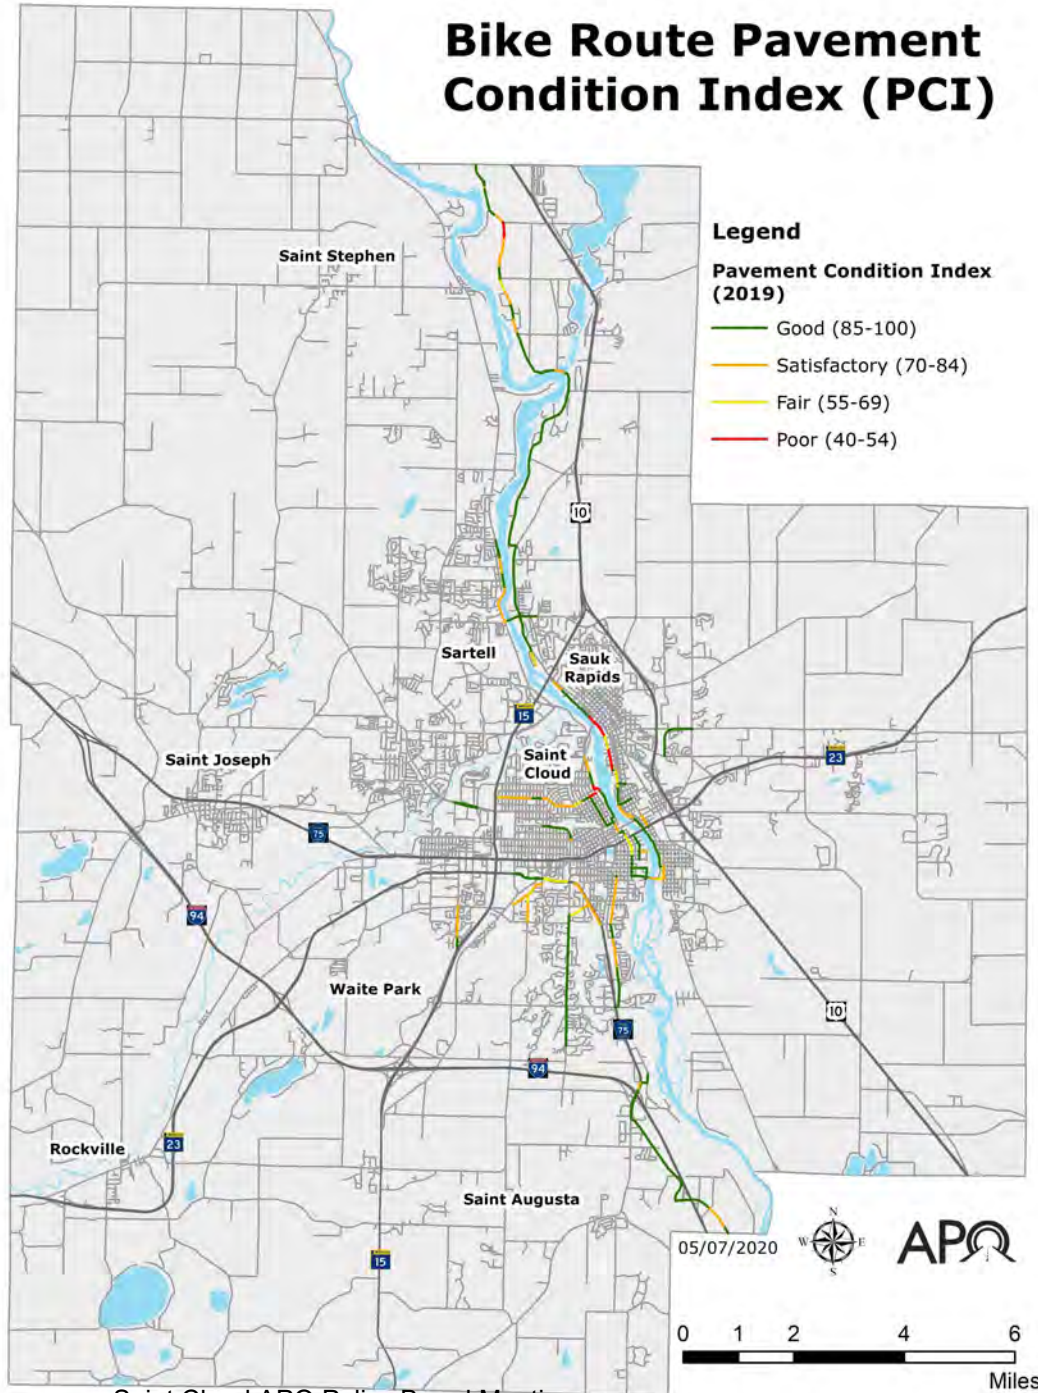 Bike Route Pavement
Condition Index (PCI)
Legend
Pavement Condition Index
(2019)
Good (85-100)
Satisfactory (70-84)
Fair (55-69)
Poor (40-54)
Saint Stephen
10
Sartell
Sauk
Rapids
15
Saint
Cloud
23
Saint Joseph
75
94
Waite Park
10
75
94
Rockville
23
Saint Augusta
15
05/07/2020
N
W
E
S
APO
0 1 2 4 6
Miles